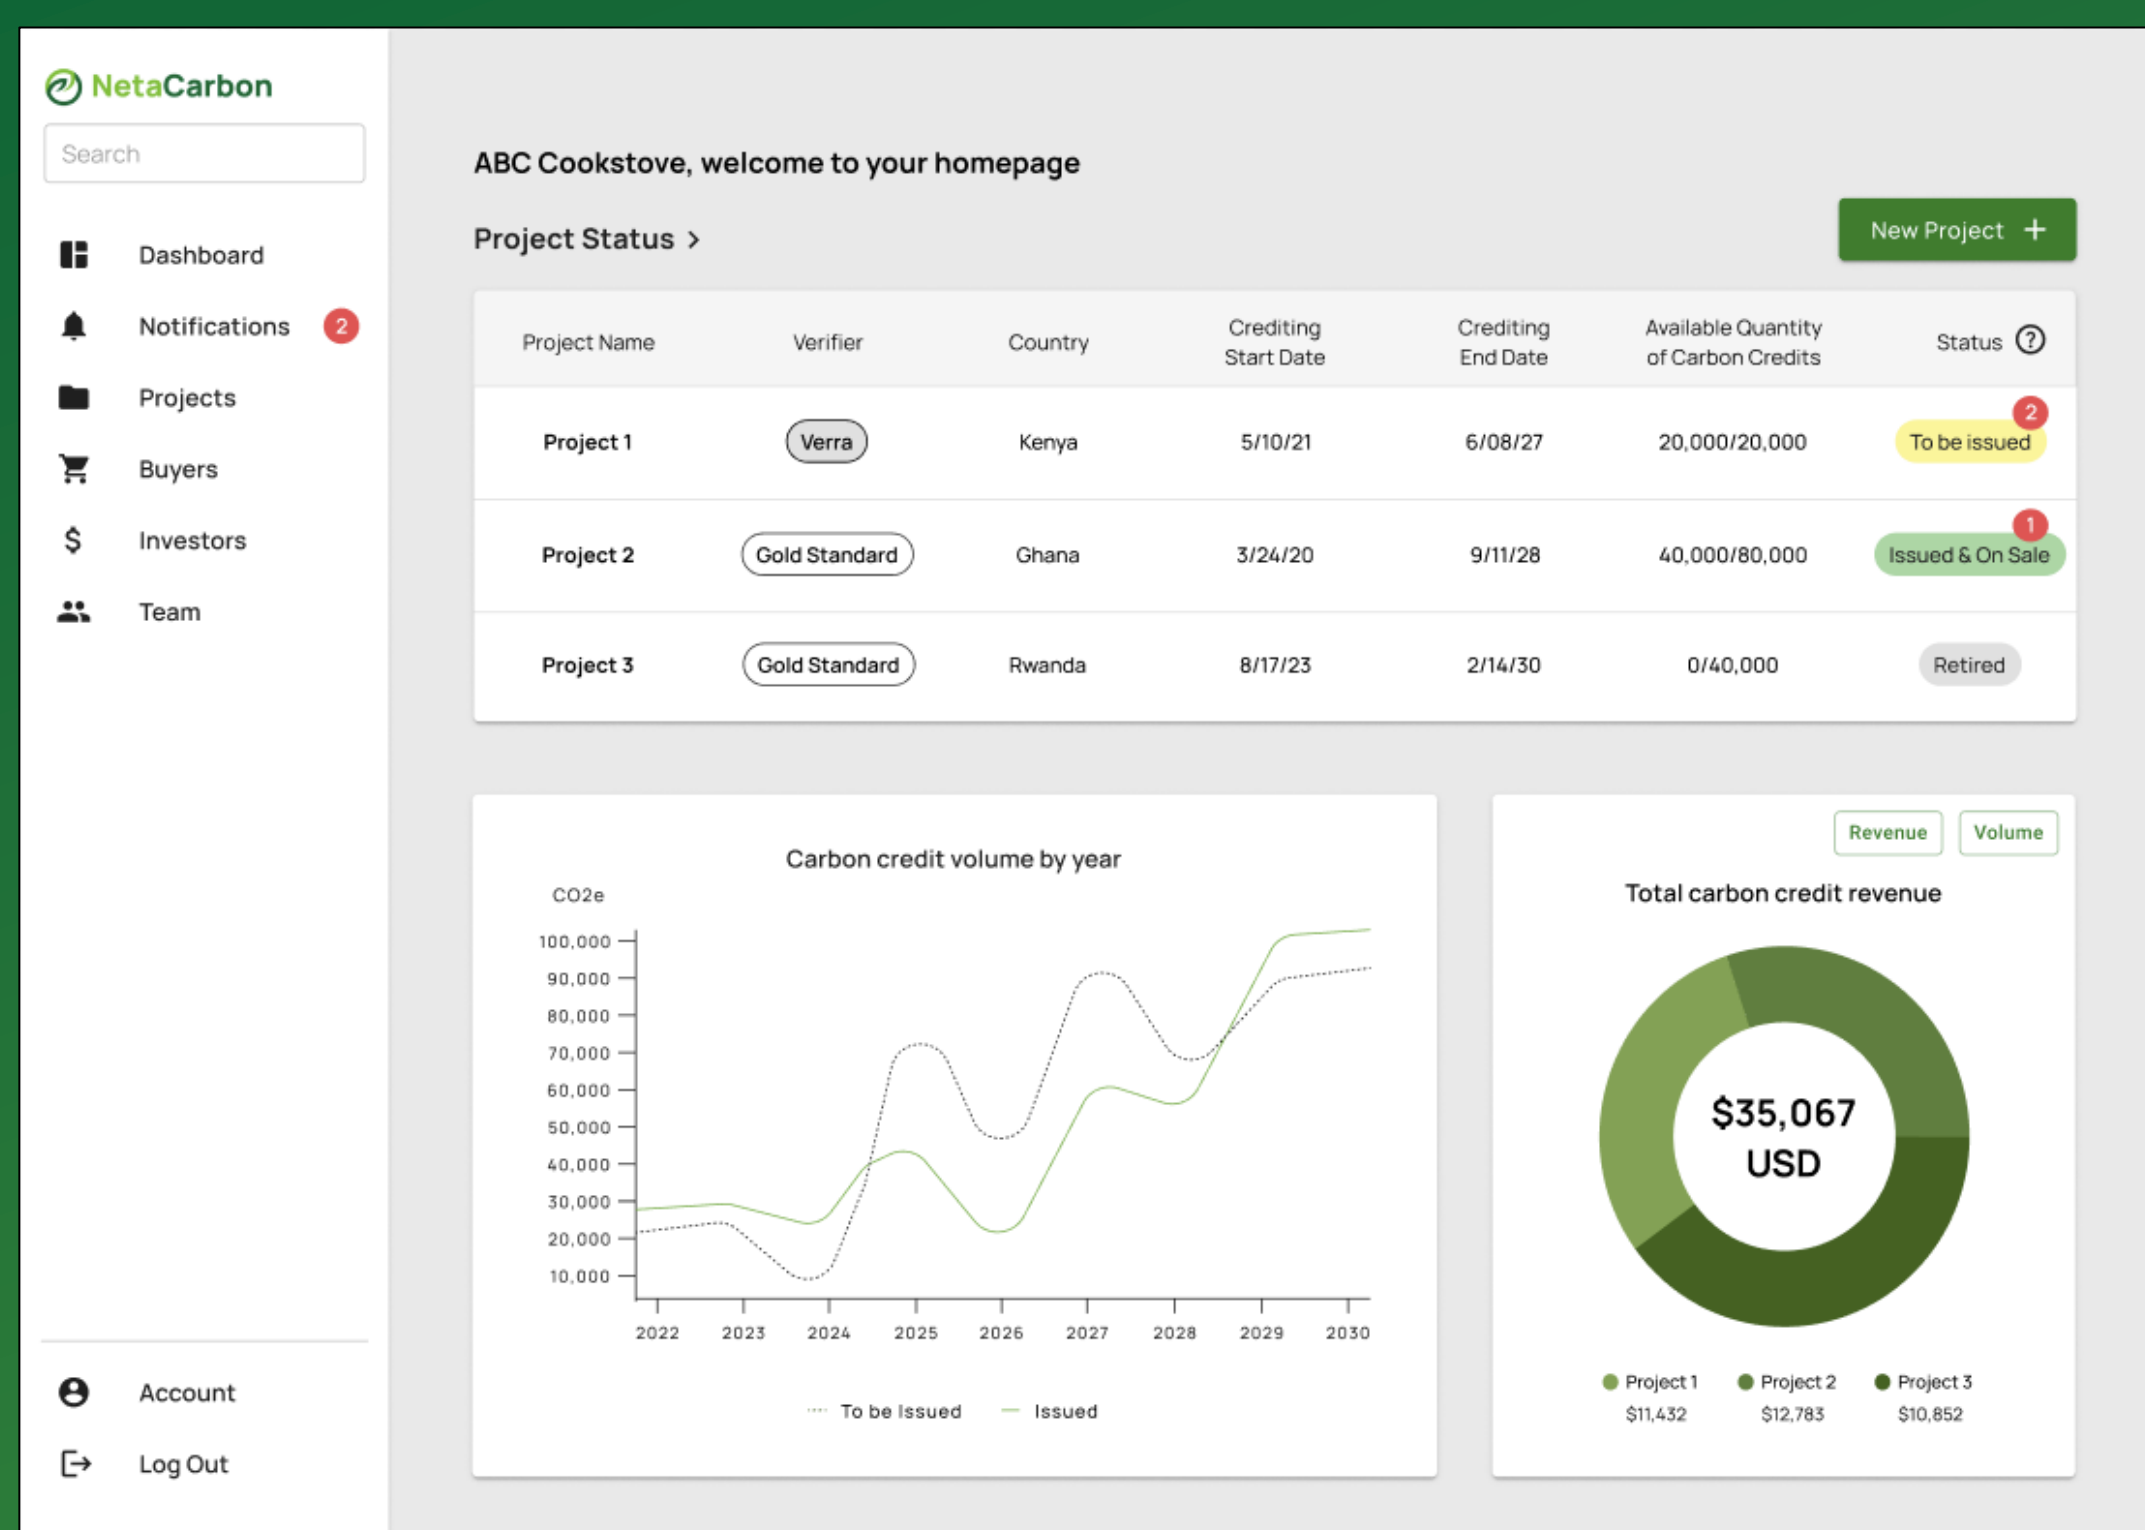 NetaCarbon
Search
Dashboard
Notifications 2
Projects
Buyers
Investors
Team
Account
Log Out
ABC Cookstove, welcome to your homepage
Project Status >
New Project +
Project Name Verifier Country Crediting Start Date Crediting End Date Available Quantity of Carbon Credits Status ?
Project 1 Verra Kenya 5/10/21 6/08/27 20,000/20,000 To be issued 2
Project 2 Gold Standard Ghana 3/24/20 9/11/28 40,000/80,000 Issued & On Sale 1
Project 3 Gold Standard Rwanda 8/17/23 2/14/30 0/40,000 Retired
Carbon credit volume by year
CO2e
100,000
90,000
80,000
70,000
60,000
50,000
40,000
30,000
20,000
10,000
2022 2023 2024 2025 2026 2027 2028 2029 2030
To be Issued Issued
Revenue Volume
Total carbon credit revenue
$35,067
USD
Project 1 Project 2 Project 3
$11,432 $12,783 $10,852